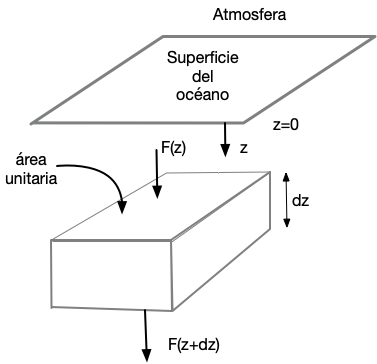 Atmosfera
Superficie
del
océano
z=0
F(z)
z
área
unitaria
dz
F(z+dz)